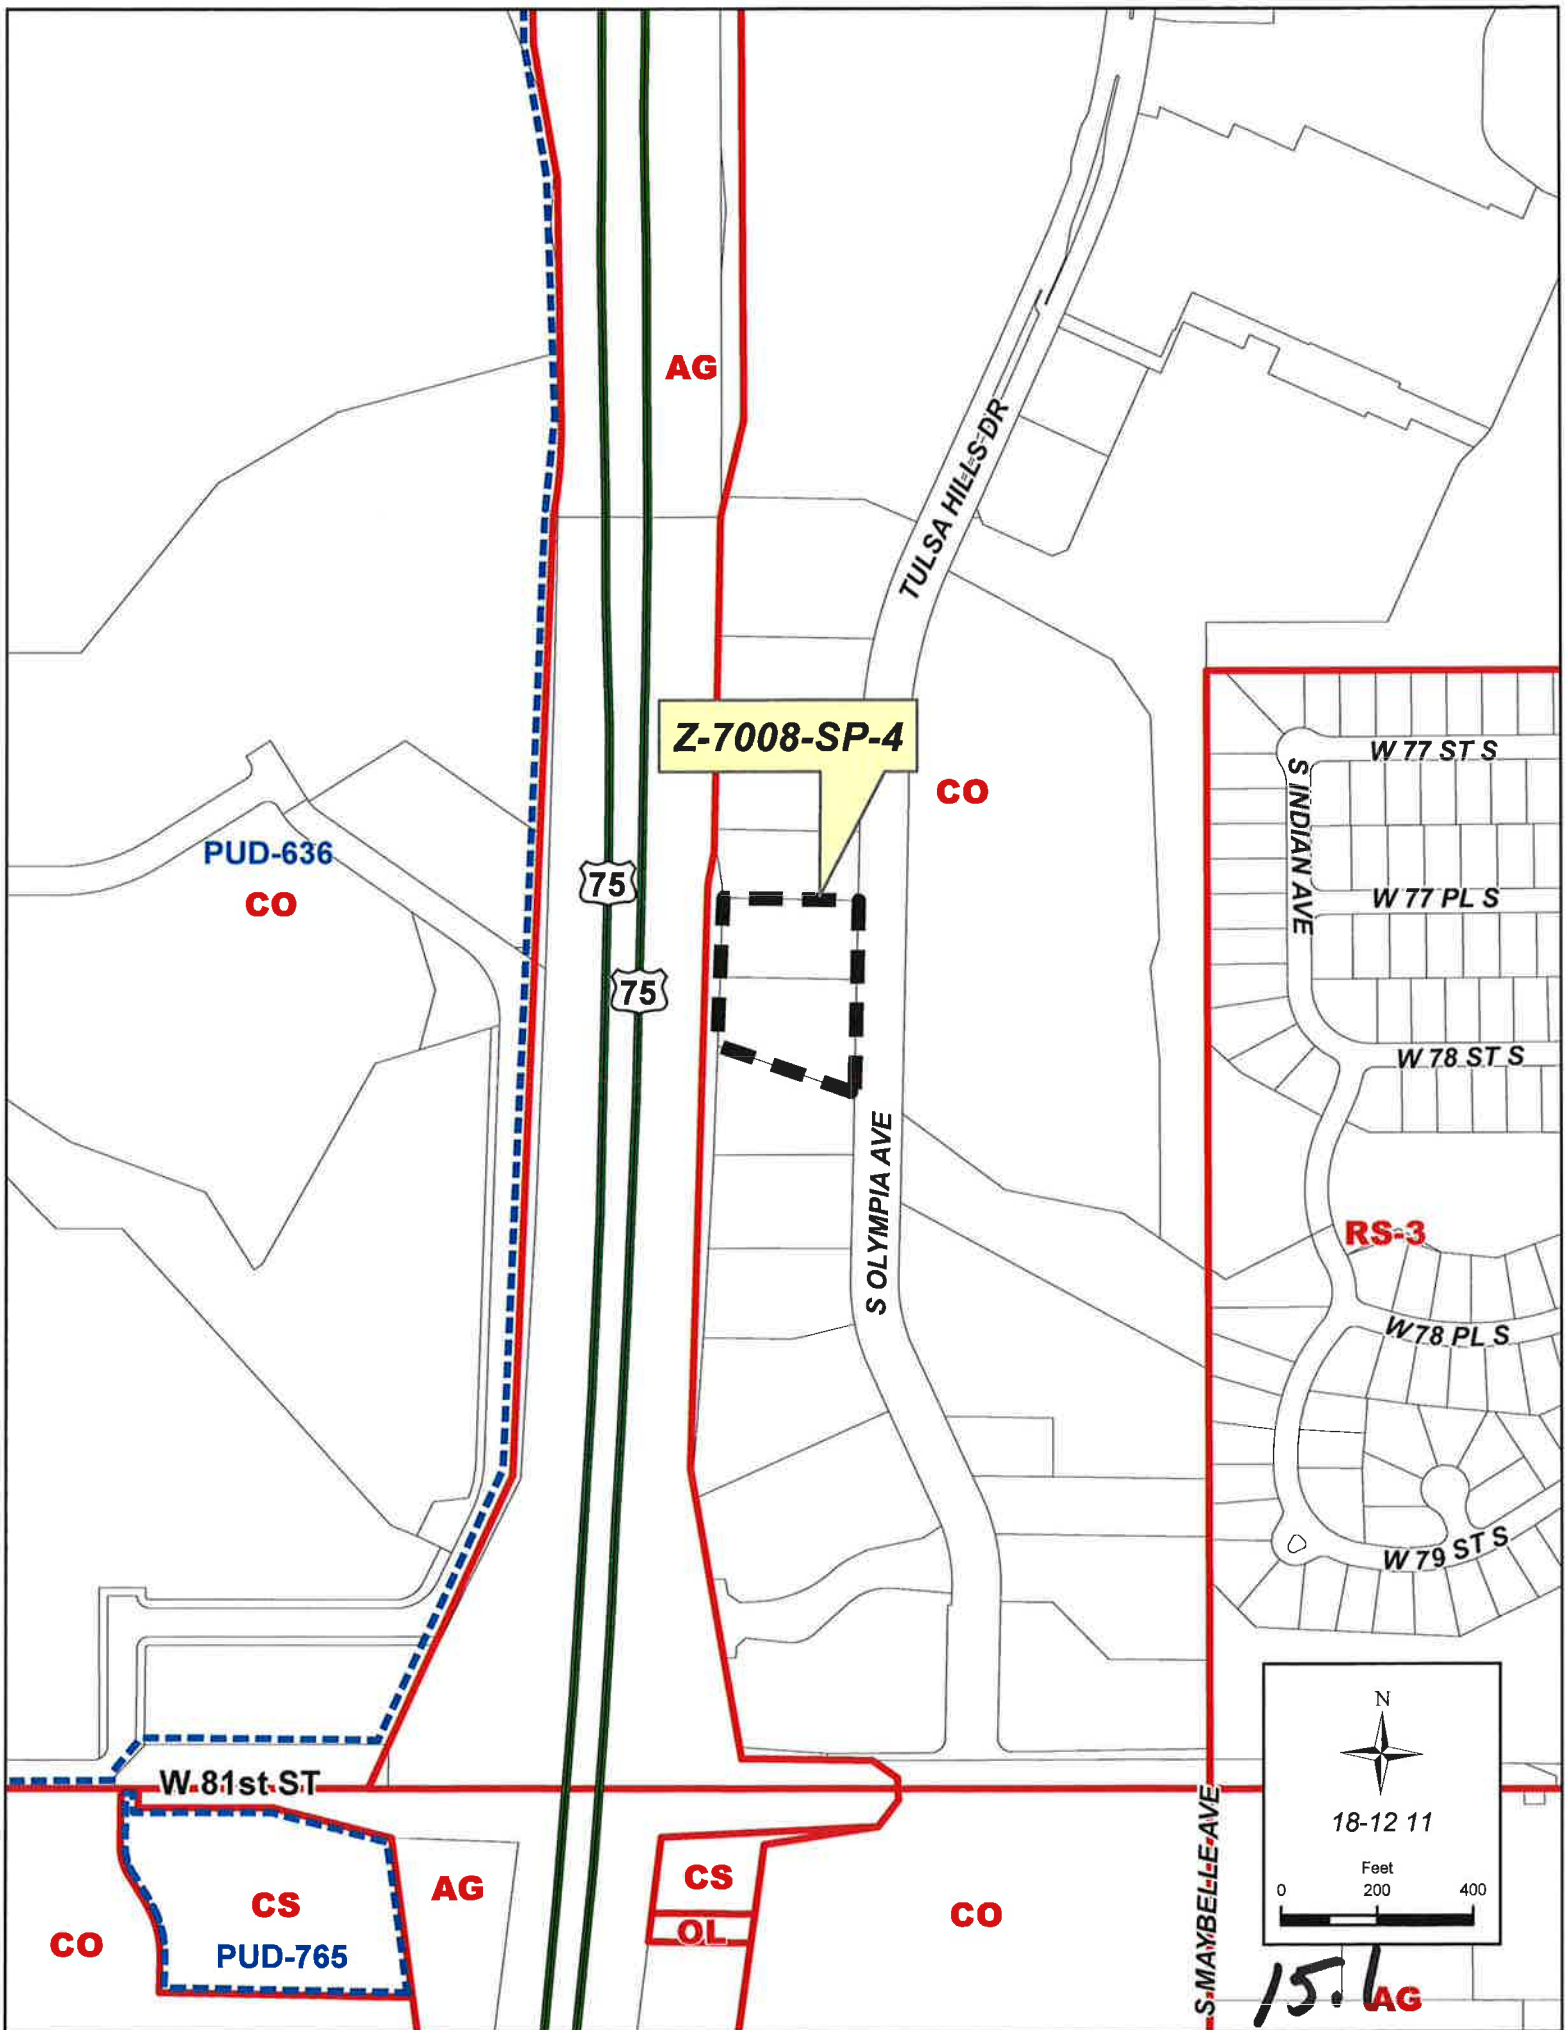 AG
TULSA HILLS DR
Z-7008-SP-4
W 77 ST S
S INDIAN AVE
CO
PUD-636
CO
75
W 77 PL S
75
W 78 ST S
S OLYMPIA AVE
RS-3
W 78 PL S
W 79 ST S
N
18-12 11
Feet
0 200 400
W 81st ST
S MAYBELLE AVE
CS
AG
CS
CO
OL
CO
PUD-765
15.1
AG